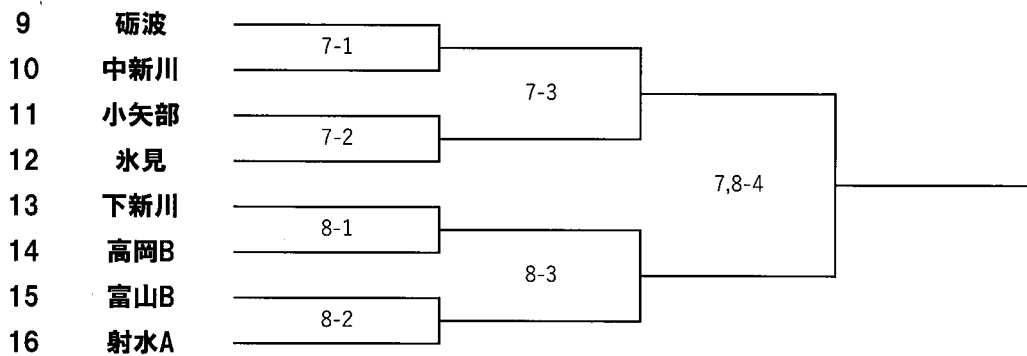 9 砺波
7-1
10 中新川
7-3
11 小矢部
7-2
12 氷見
7,8-4
13 下新川
8-1
14 高岡B
8-3
15 富山B
8-2
16 射水A